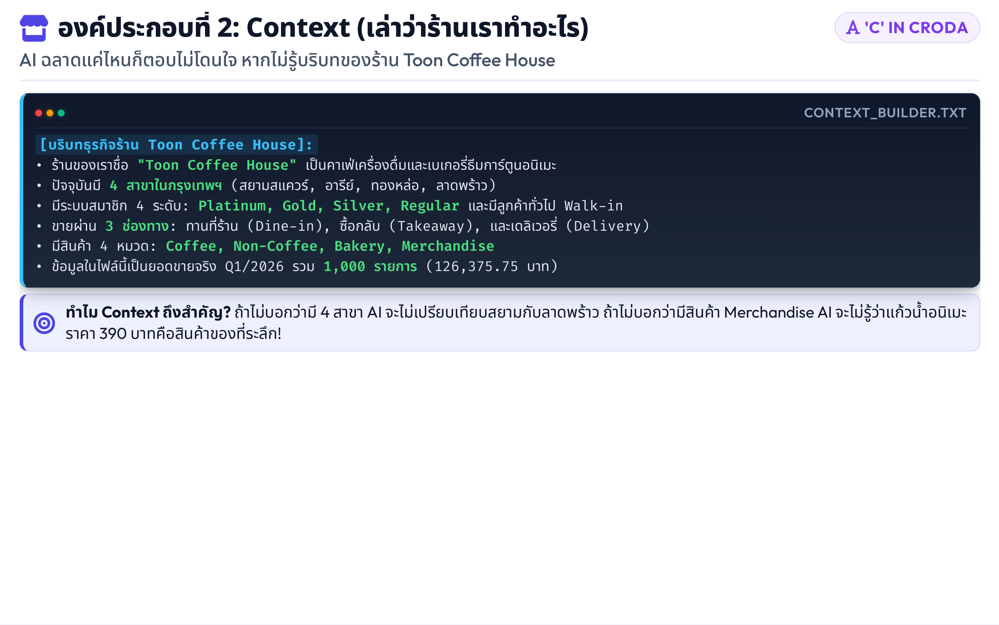 องค์ประกอบที่ 2: Context (เล่าว่าร้านเราทำอะไร)
'C' IN CRODA
AI ฉลาดแค่ไหนก็ตอบไม่โดนใจ หากไม่รู้บริบทของร้าน Toon Coffee House
CONTEXT_BUILDER.TXT
[บริบทธุรกิจร้าน Toon Coffee House]:
• ร้านของเราชื่อ "Toon Coffee House" เป็นคาเฟ่เครื่องดื่มและเบเกอรี่ธีมการ์ตูนอนิเมะ
• ปัจจุบันมี 4 สาขาในกรุงเทพฯ (สยามสแควร์, อารีย์, ทองหล่อ, ลาดพร้าว)
• มีระบบสมาชิก 4 ระดับ: Platinum, Gold, Silver, Regular และมีลูกค้าทั่วไป Walk-in
• ขายผ่าน 3 ช่องทาง: ทานที่ร้าน (Dine-in), ซื้อกลับ (Takeaway), และเดลิเวอรี่ (Delivery)
• มีสินค้า 4 หมวด: Coffee, Non-Coffee, Bakery, Merchandise
• ข้อมูลในไฟล์นี้เป็นยอดขายจริง Q1/2026 รวม 1,000 รายการ (126,375.75 บาท)
ทำไม Context ถึงสำคัญ? ถ้าไม่บอกว่ามี 4 สาขา AI จะไม่เปรียบเทียบสยามกับลาดพร้าว ถ้าไม่บอกว่ามีสินค้า Merchandise AI จะไม่รู้ว่าแก้วน้ำอนิเมะ
ราคา 390 บาทคือสินค้าของที่ระลึก!